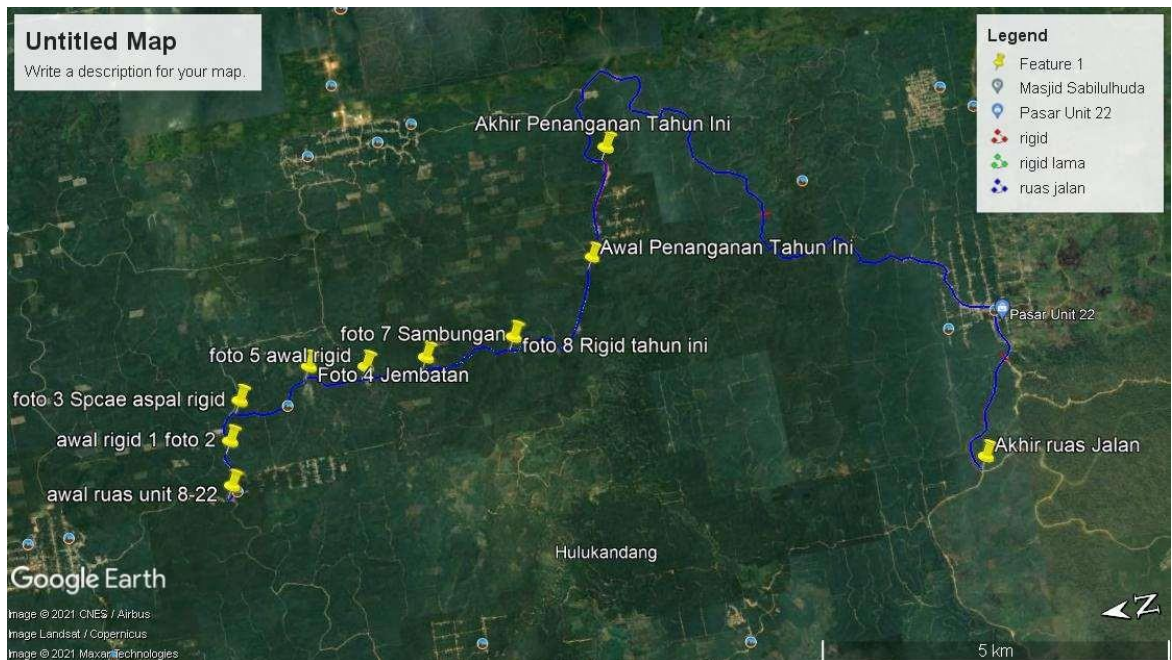 Untitled Map
Write a description for your map.
Legend
Feature 1
Masjid Sabilulhuda
Pasar Unit 22
rigid
rigid lama
ruas jalan
Akhir Penanganan Tahun Ini
Awal Penanganan Tahun Ini
Pasar Unit 22
foto 7 Sambungan
foto 8 Rigid tahun ini
foto 5 awal rigid
Foto 4 Jembatan
foto 3 Spcae aspal rigid
awal rigid 1 foto 2
Akhir ruas Jalan
awal ruas unit 8-22
Hulukandang
Google Earth
Image © 2021 CNES / Airbus
Image Landsat / Copernicus
Image © 2021 Maxar Technologies
N
5 km